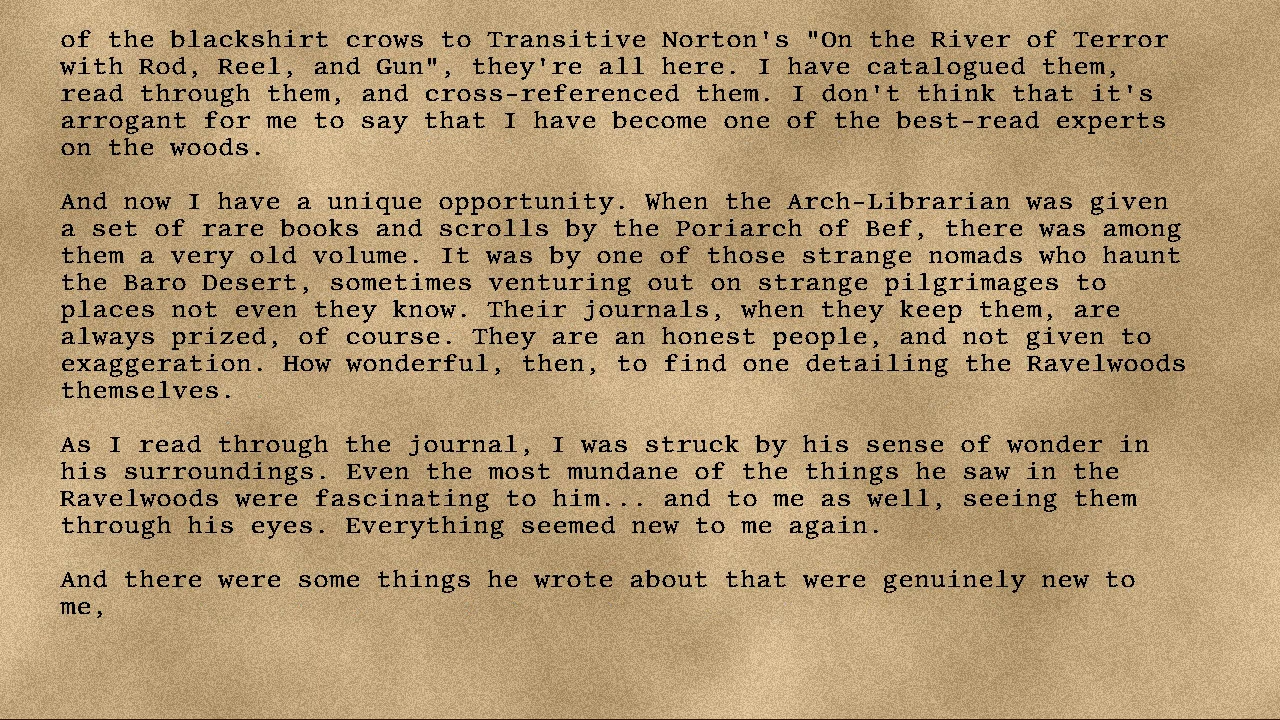 of the blackshirt crows to Transitive Norton's "On the River of Terror
with Rod, Reel, and Gun", they're all here. I have catalogued them,
read through them, and cross-referenced them. I don't think that it's
arrogant for me to say that I have become one of the best-read experts
on the woods.

And now I have a unique opportunity. When the Arch-Librarian was given
a set of rare books and scrolls by the Poriarch of Bef, there was among
them a very old volume. It was by one of those strange nomads who haunt
the Baro Desert, sometimes venturing out on strange pilgrimages to
places not even they know. Their journals, when they keep them, are
always prized, of course. They are an honest people, and not given to
exaggeration. How wonderful, then, to find one detailing the Ravelwoods
themselves.

As I read through the journal, I was struck by his sense of wonder in
his surroundings. Even the most mundane of the things he saw in the
Ravelwoods were fascinating to him... and to me as well, seeing them
through his eyes. Everything seemed new to me again.

And there were some things he wrote about that were genuinely new to
me,